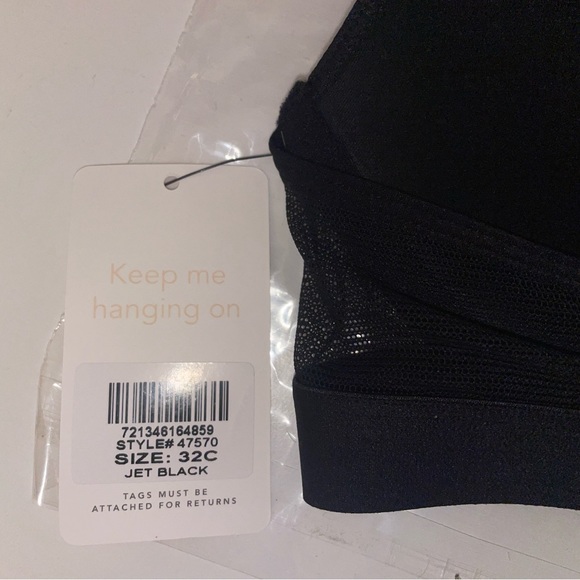 Keep me
hanging on
721346164859
STYLE# 47570
SIZE: 32C
JET BLACK
TAGS MUST BE
ATTACHED FOR RETURNS